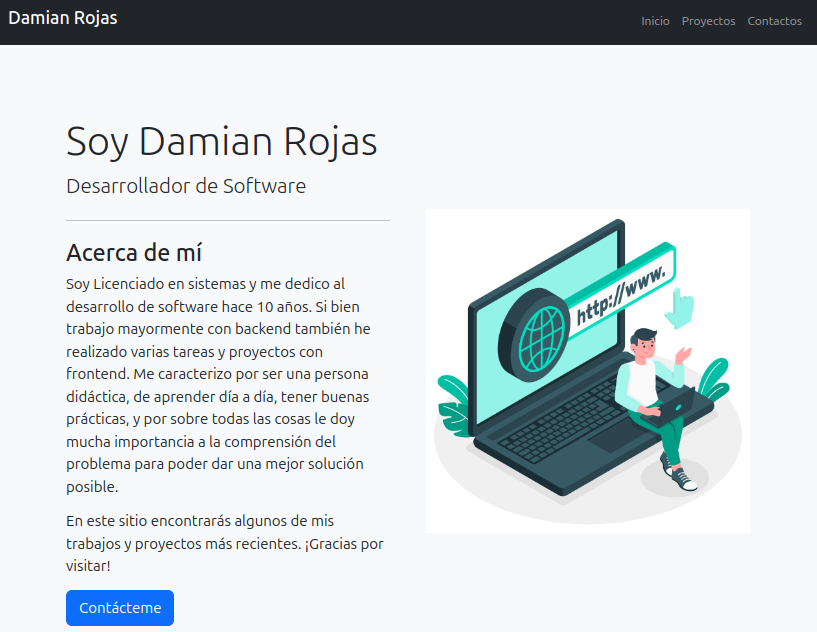 Damian Rojas
Inicio Proyectos Contactos
Soy Damian Rojas
Desarrollador de Software
Acerca de mí
Soy Licenciado en sistemas y me dedico al
desarrollo de software hace 10 años. Si bien
trabajo mayormente con backend también he
realizado varias tareas y proyectos con
frontend. Me caracterizo por ser una persona
didáctica, de aprender día a día, tener buenas
prácticas, y por sobre todas las cosas le doy
mucha importancia a la comprensión del
problema para poder dar una mejor solución
posible.
En este sitio encontrarás algunos de mis
trabajos y proyectos más recientes. ¡Gracias por
visitar!
Contácteme
http://www.